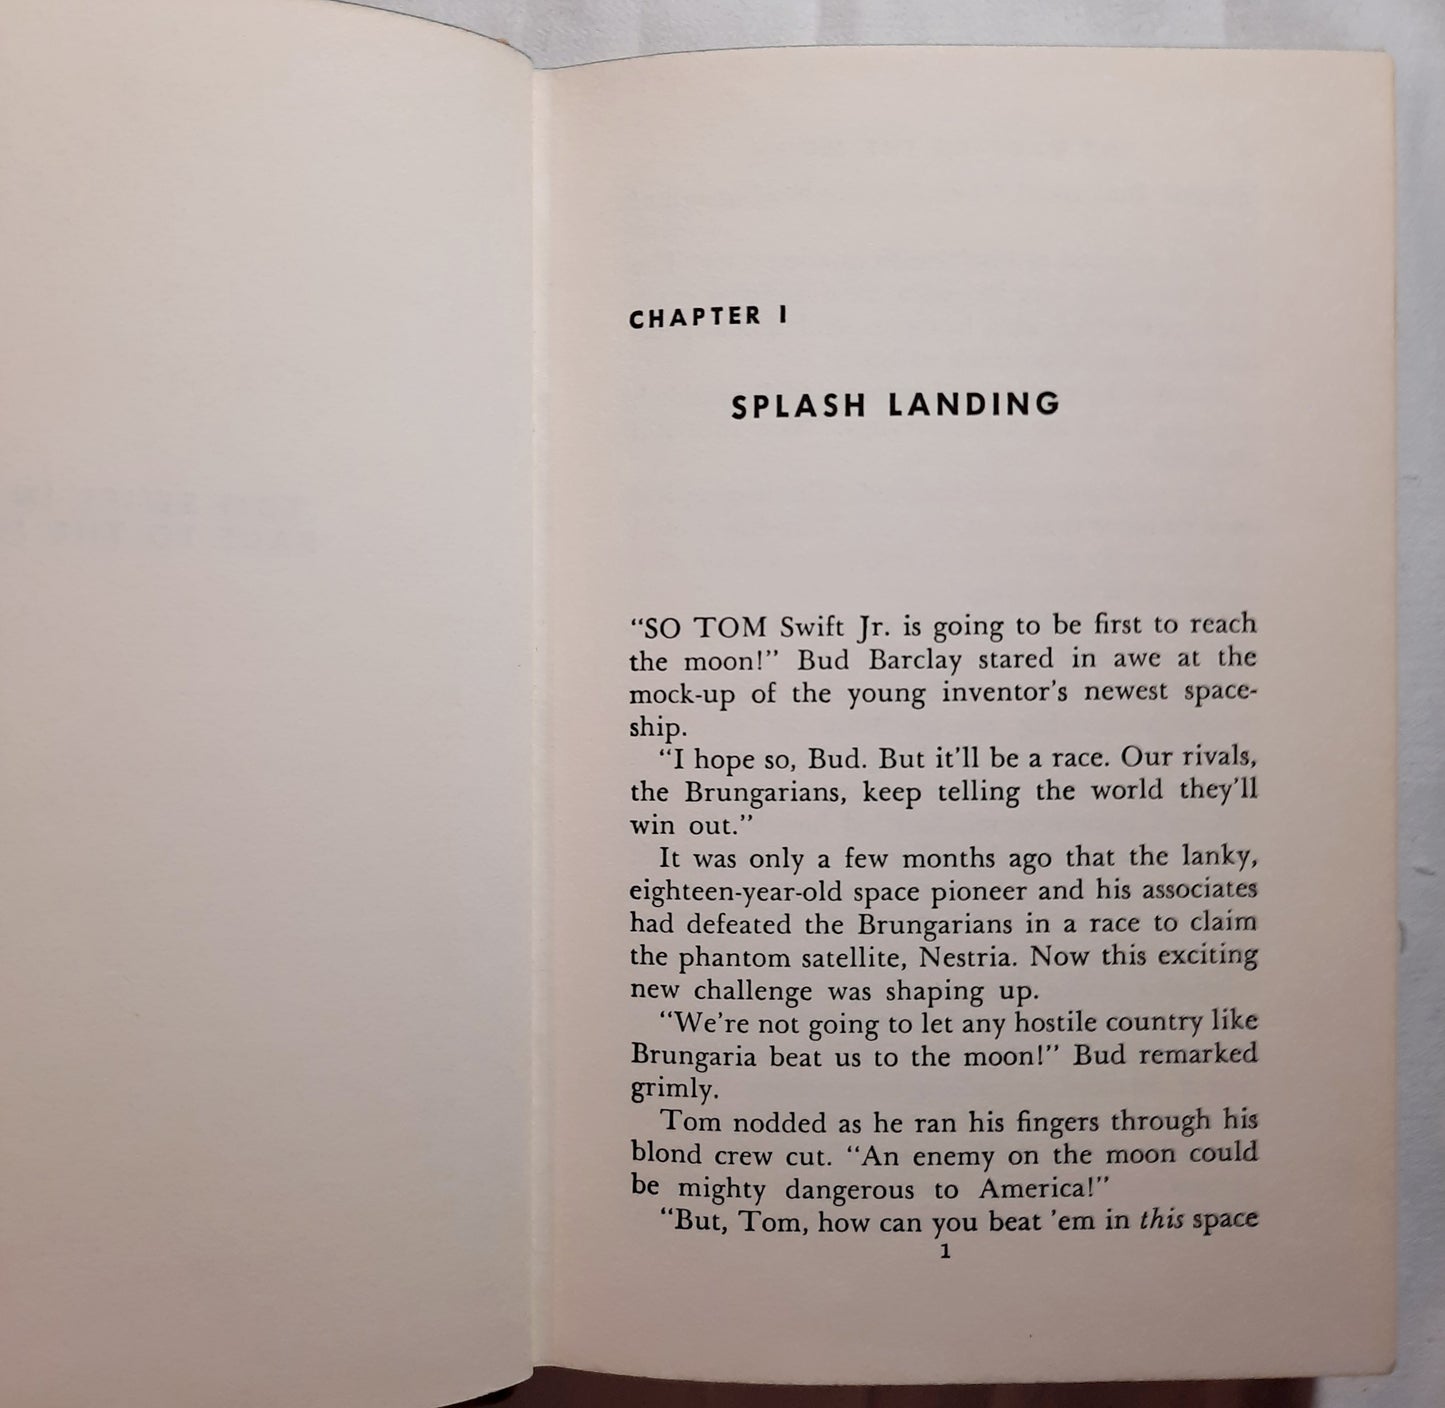 CHAPTER I
SPLASH LANDING
“SO TOM Swift Jr. is going to be first to reach
the moon!” Bud Barclay stared in awe at the
mock-up of the young inventor’s newest space-
ship.
“I hope so, Bud. But it’ll be a race. Our rivals,
the Brungarians, keep telling the world they’ll
win out.”
It was only a few months ago that the lanky,
eighteen-year-old space pioneer and his associates
had defeated the Brungarians in a race to claim
the phantom satellite, Nestria. Now this exciting
new challenge was shaping up.
“We’re not going to let any hostile country like
Brungaria beat us to the moon!” Bud remarked
grimly.
Tom nodded as he ran his fingers through his
blond crew cut. “An enemy on the moon could
be mighty dangerous to America!”
“But, Tom, how can you beat ’em in this space
1